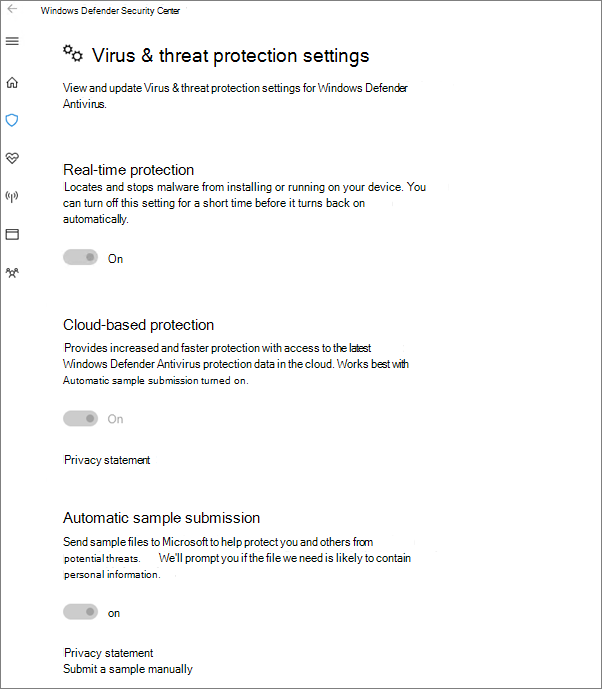 Windows Defender Security Center
Virus & threat protection settings
View and update Virus & threat protection settings for Windows Defender
Antivirus.
Real-time protection
Locates and stops malware from installing or running on your device. You
can turn off this setting for a short time before it turns back on
automatically.
On
Cloud-based protection
Provides increased and faster protection with access to the latest
Windows Defender Antivirus protection data in the cloud. Works best with
Automatic sample submission turned on.
On
Privacy statement
Automatic sample submission
Send sample files to Microsoft to help protect you and others from
potential threats. We'll prompt you if the file we need is likely to contain
personal information.
on
Privacy statement
Submit a sample manually